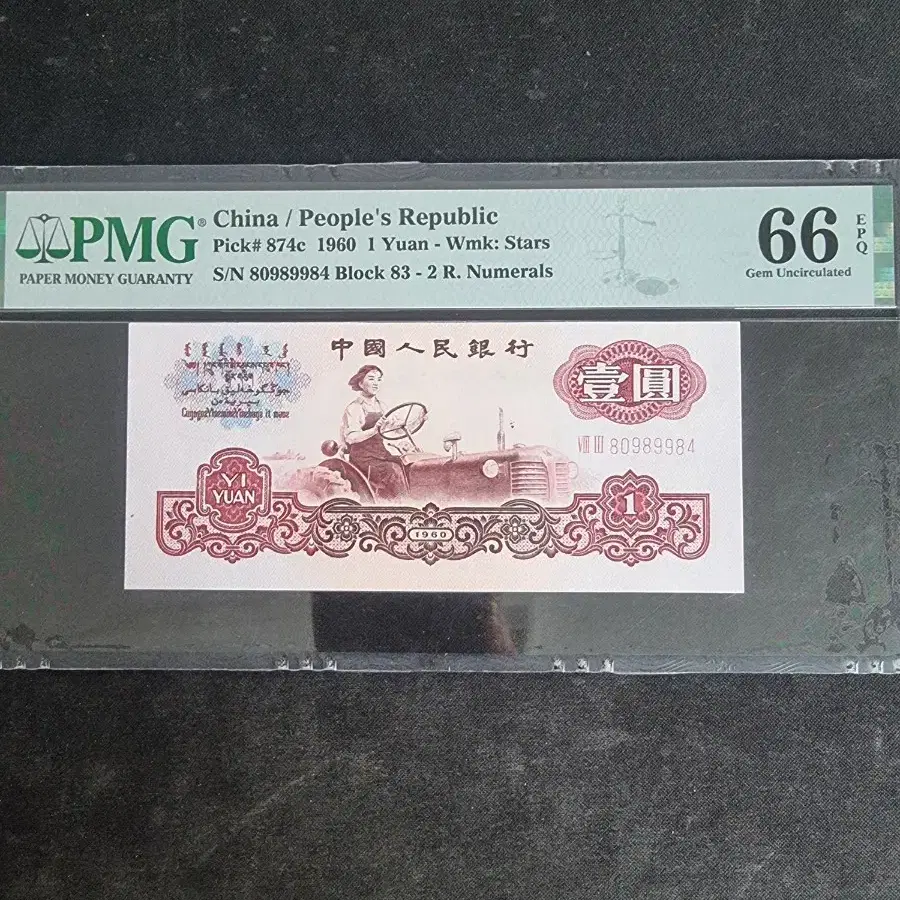 PMG®
PAPER MONEY GUARANTY
China / People's Republic
Pick# 874c 1960 1 Yuan - Wmk: Stars
S/N 80989984 Block 83 - 2 R. Numerals
66
EPQ
Gem Uncirculated
中國人民銀行
壹圓
VIII III 80989984
YI
YUAN
1
1960